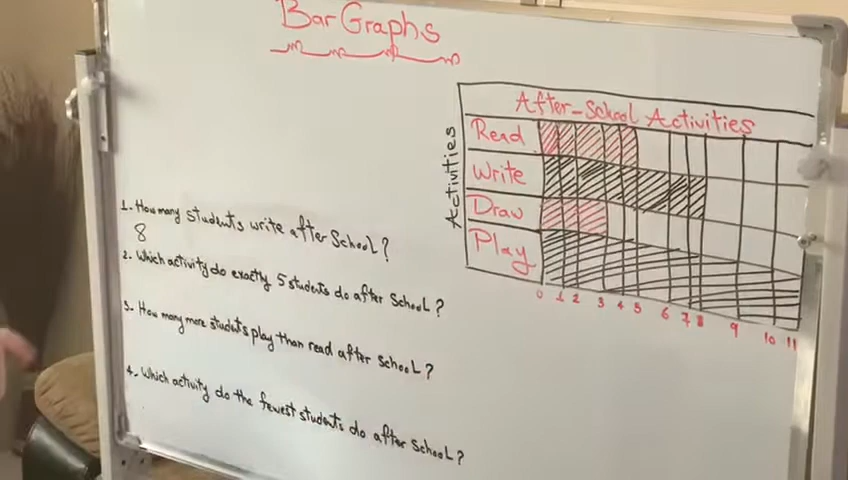 Bar Graphs
After-School Activities
Activities
Read
Write
Draw
Play
0 1 2 3 4 5 6 7 8 9 10 11
1. How many students write after School?
8
2. Which activity do exactly 5 students do after School?
3. How many more students play than read after School?
4. Which activity do the fewest students do after School?